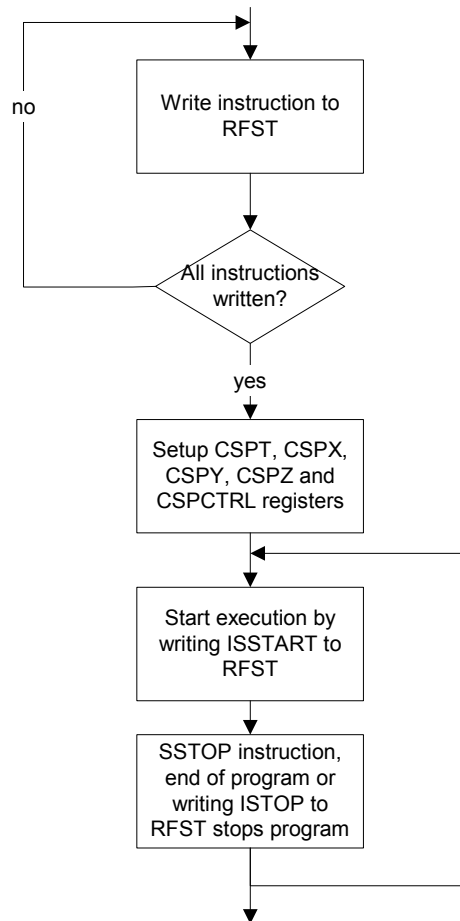 Write instruction to
RFST
no
All instructions
written?
yes
Setup CSPT, CSPX,
CSPY, CSPZ and
CSPCTRL registers
Start execution by
writing ISSTART to
RFST
SSTOP instruction,
end of program or
writing ISTOP to
RFST stops program